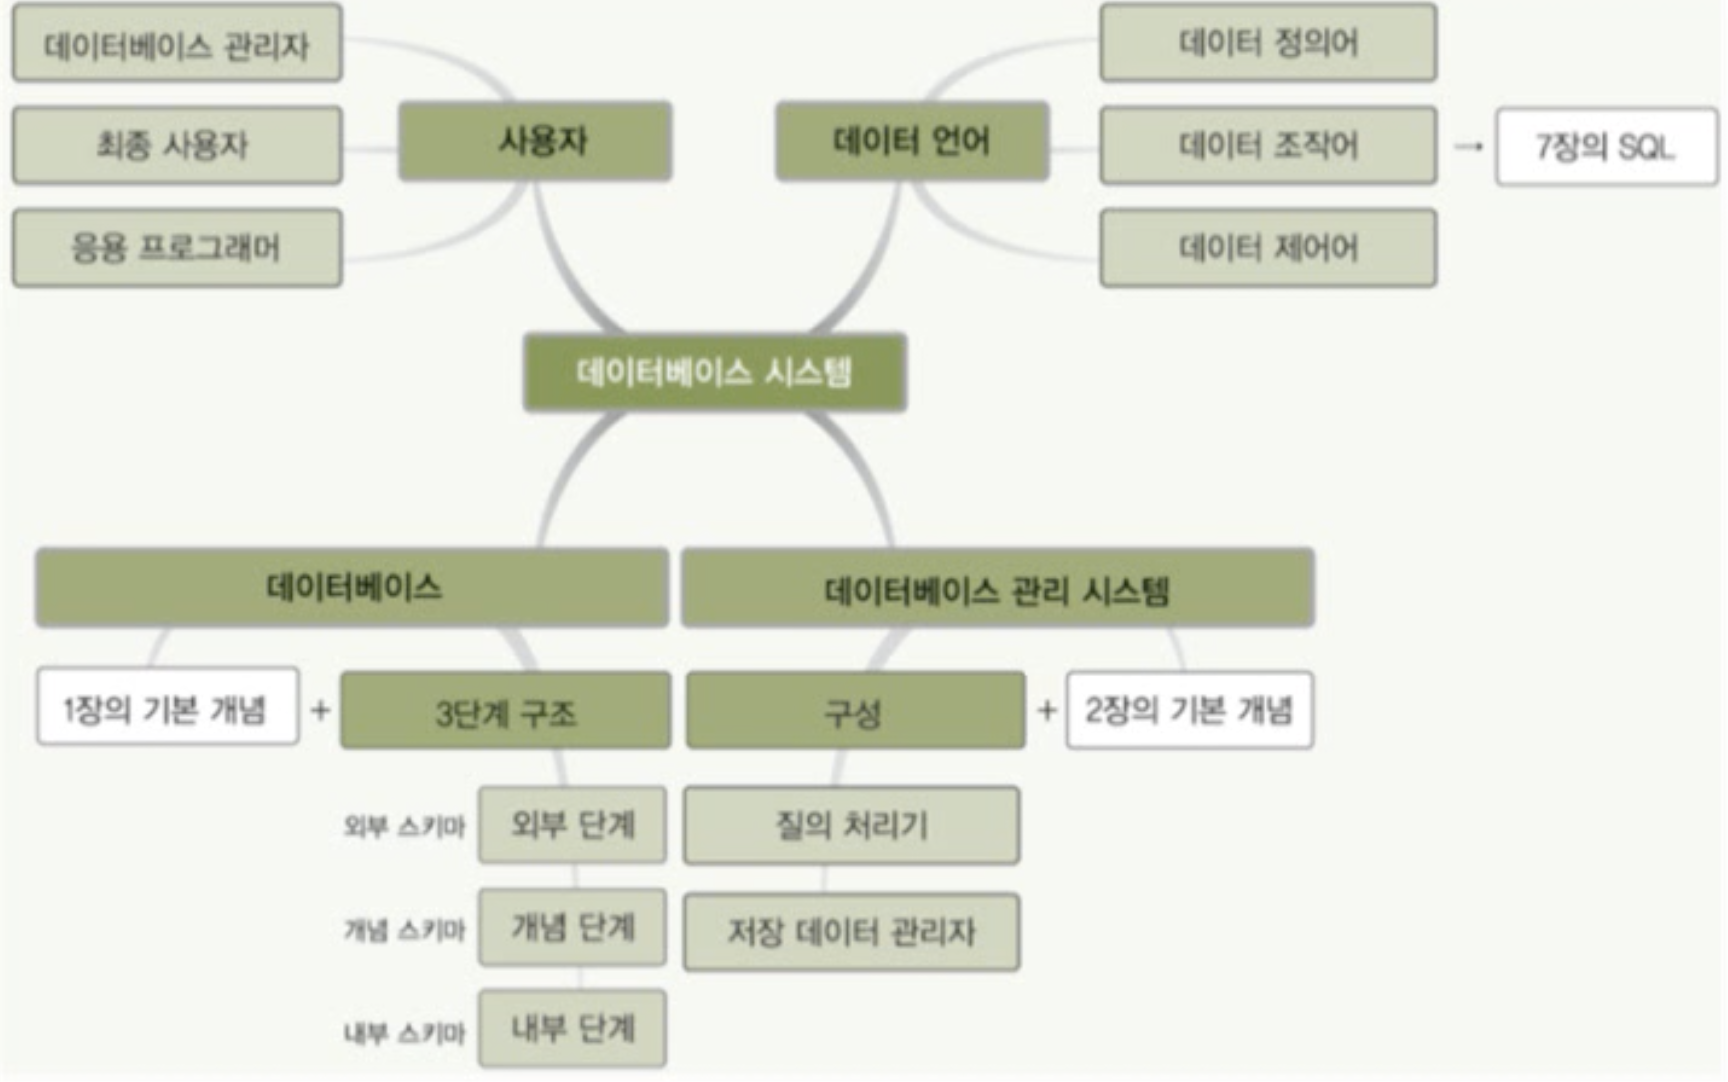 데이터베이스 관리자
최종 사용자
응용 프로그래머
사용자
데이터 언어
데이터 정의어
데이터 조작어 → 7장의 SQL
데이터 제어어
데이터베이스 시스템
데이터베이스
1장의 기본 개념 + 3단계 구조
외부 스키마 외부 단계
개념 스키마 개념 단계
내부 스키마 내부 단계
데이터베이스 관리 시스템
구성 + 2장의 기본 개념
질의 처리기
저장 데이터 관리자